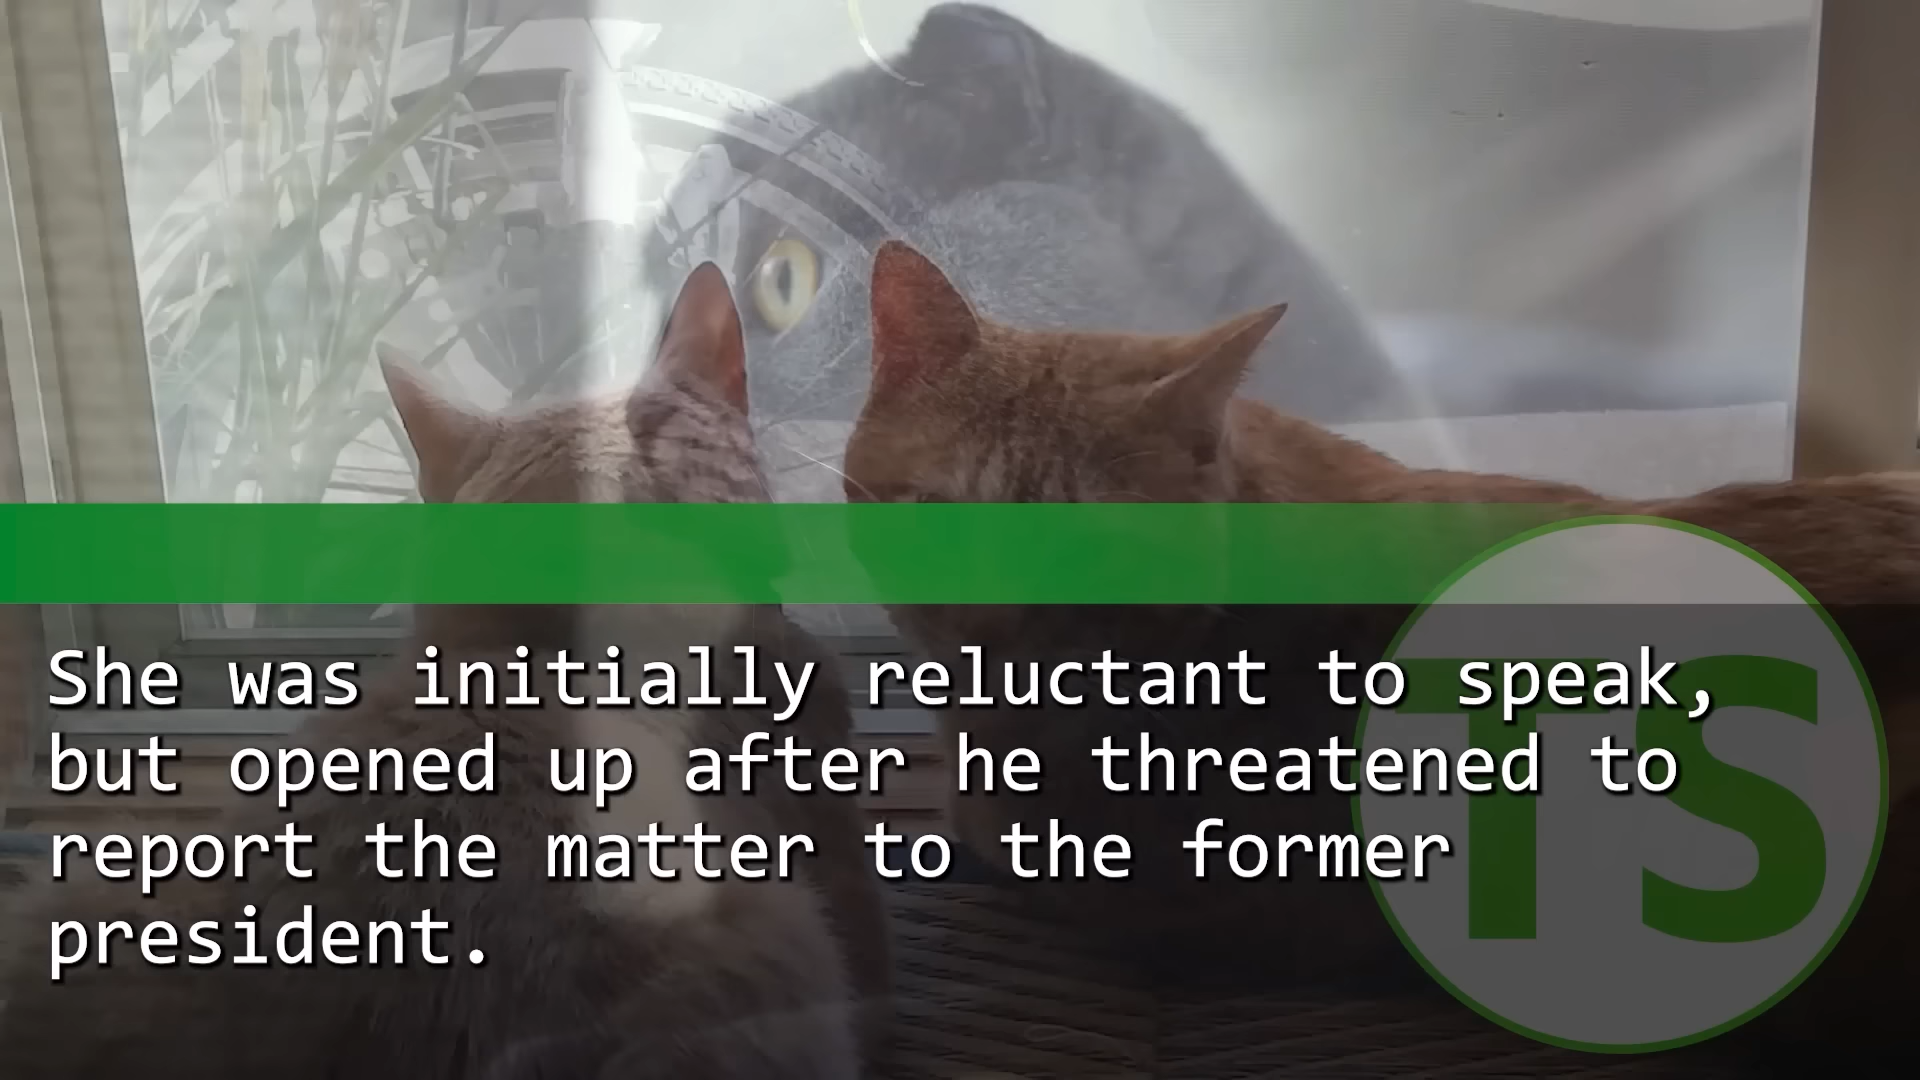 She was initially reluctant to speak,
but opened up after he threatened to
report the matter to the former
president.
TS